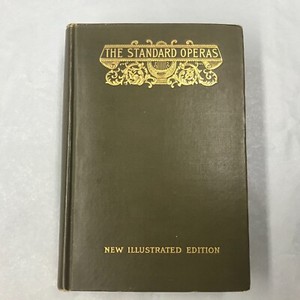 THE STANDARD OPERAS
NEW ILLUSTRATED EDITION